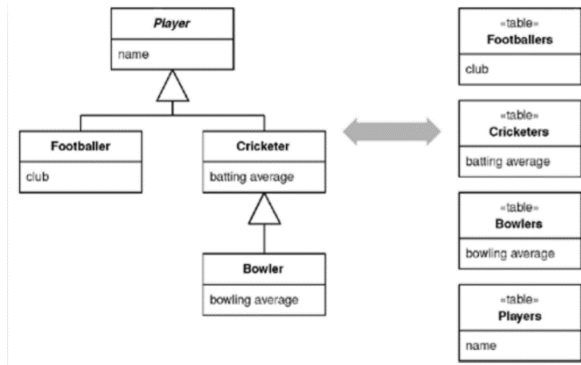 Player
name
Footballer
club
Cricketer
batting average
Bowler
bowling average
«table»
Footballers
club
«table»
Cricketers
batting average
«table»
Bowlers
bowling average
«table»
Players
name